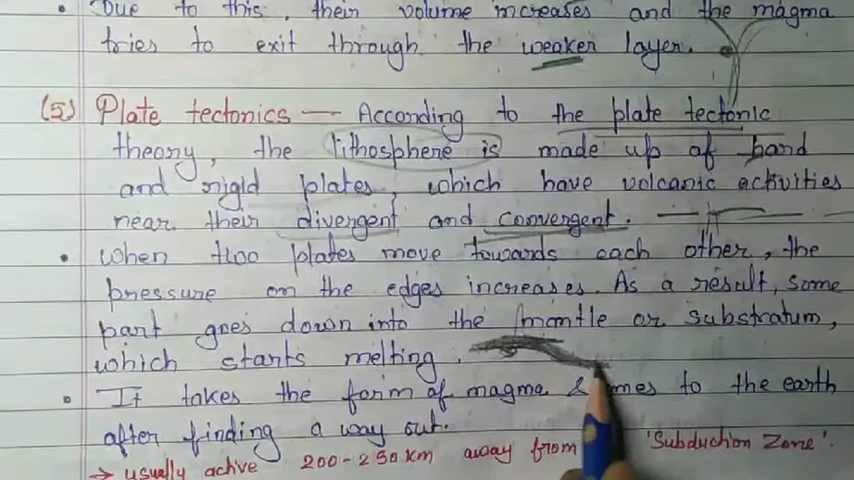 • Due to this, their volume increases and the magma
tries to exit through the weaker layer.
(5) Plate tectonics — According to the plate tectonic
theory, the lithosphere is made up of hard
and rigid plates, which have volcanic activities
near their divergent and convergent.
• When two plates move towards each other, the
pressure on the edges increases. As a result, some
part goes down into the mantle or substratum,
which starts melting.
• It takes the form of magma & to the earth
after finding a way out.
→ usually active 200-250 km away from 'Subduction Zone'.